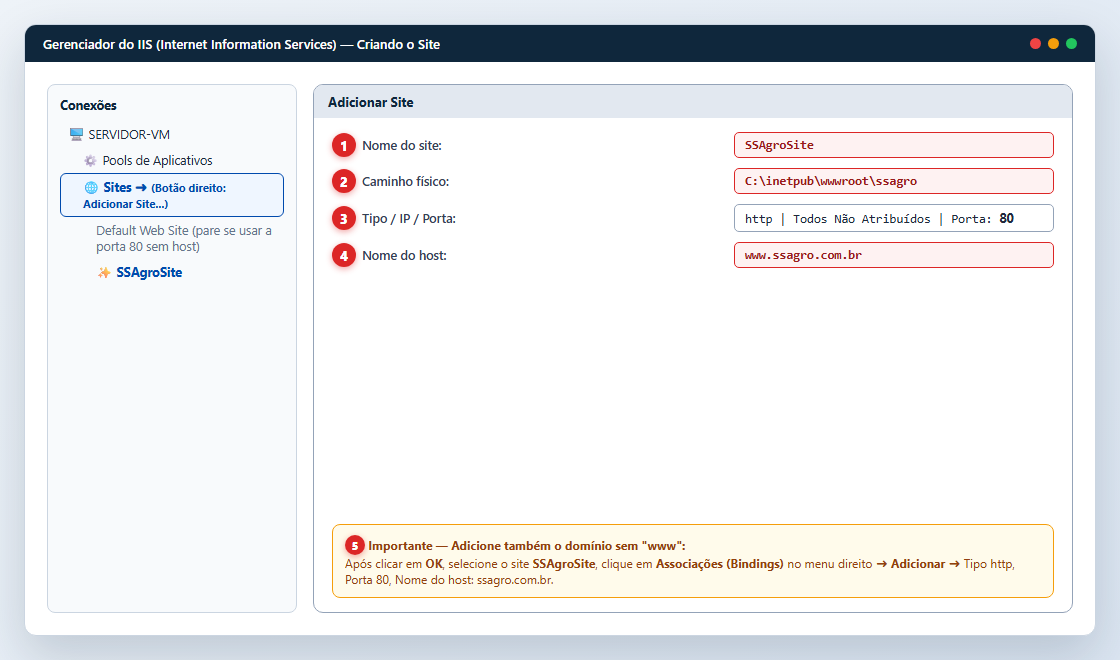 Gerenciador do IIS (Internet Information Services) — Criando o Site
Conexões
SERVIDOR-VM
Pools de Aplicativos
Sites ➔ (Botão direito:
Adicionar Site...)
Default Web Site (pare se usar a
porta 80 sem host)
SSAgroSite
Adicionar Site
1 Nome do site: SSAgroSite
2 Caminho físico: C:\inetpub\wwwroot\ssagro
3 Tipo / IP / Porta: http | Todos Não Atribuídos | Porta: 80
4 Nome do host: www.ssagro.com.br
5 Importante — Adicione também o domínio sem "www":
Após clicar em OK, selecione o site SSAgroSite, clique em Associações (Bindings) no menu direito ➔ Adicionar ➔ Tipo http,
Porta 80, Nome do host: ssagro.com.br.